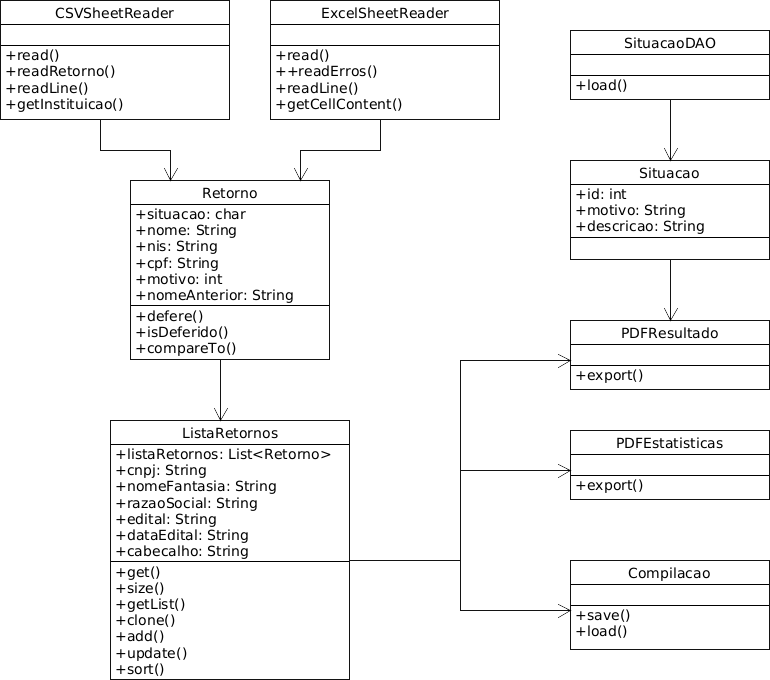 CSVSheetReader
+read()
+readRetorno()
+readLine()
+getInstituicao()
ExcelSheetReader
+read()
++readErros()
+readLine()
+getCellContent()
SituacaoDAO
+load()
Retorno
+situacao: char
+nome: String
+nis: String
+cpf: String
+motivo: int
+nomeAnterior: String
+defere()
+isDeferido()
+compareTo()
Situacao
+id: int
+motivo: String
+descricao: String
PDFResultado
+export()
ListaRetornos
+listaRetornos: List<Retorno>
+cnpj: String
+nomeFantasia: String
+razaoSocial: String
+edital: String
+dataEdital: String
+cabecalho: String
+get()
+size()
+getList()
+clone()
+add()
+update()
+sort()
PDFEstatisticas
+export()
Compilacao
+save()
+load()